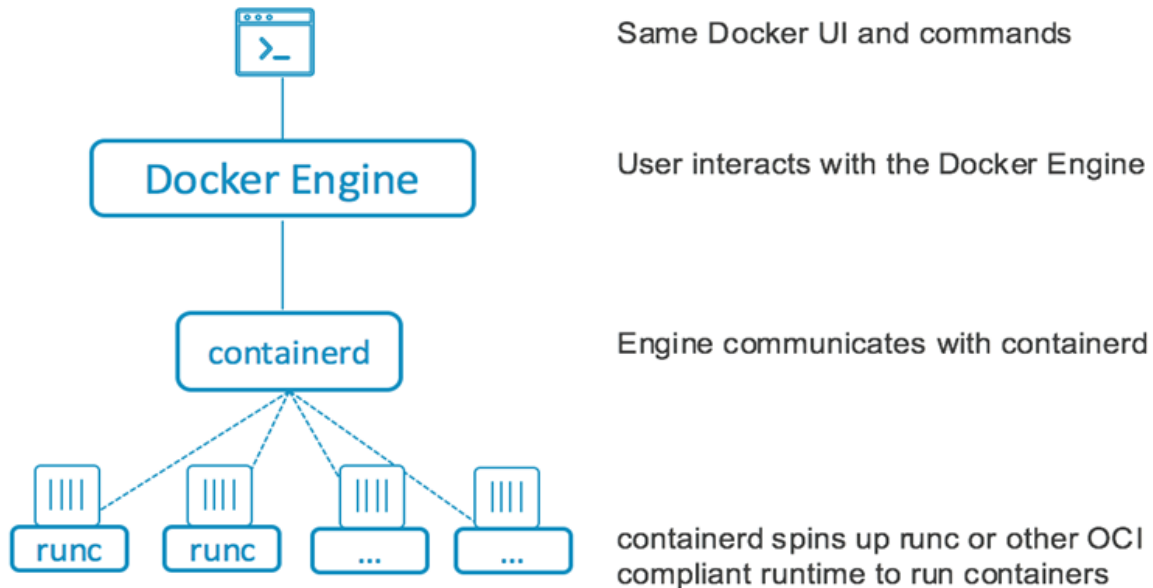 >_
Same Docker UI and commands
Docker Engine
User interacts with the Docker Engine
containerd
Engine communicates with containerd
runc
runc
...
...
containerd spins up runc or other OCI
compliant runtime to run containers